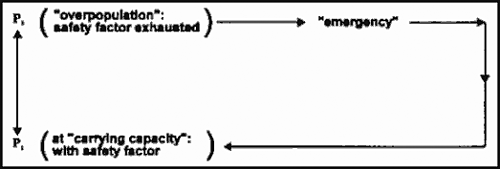 P₂ ( "overpopulation": "emergency"
safety factor exhausted )
P₁ ( at "carrying capacity":
with safety factor )